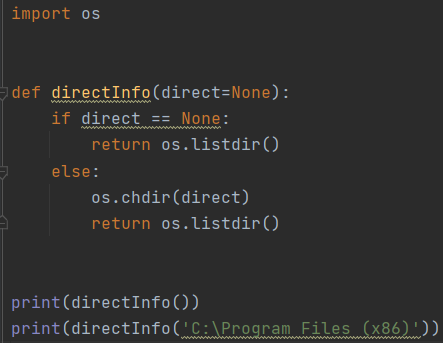 import os
def directInfo(direct=None):
    if direct == None:
        return os.listdir()
    else:
        os.chdir(direct)
        return os.listdir()
print(directInfo())
print(directInfo('C:\Program Files (x86)'))